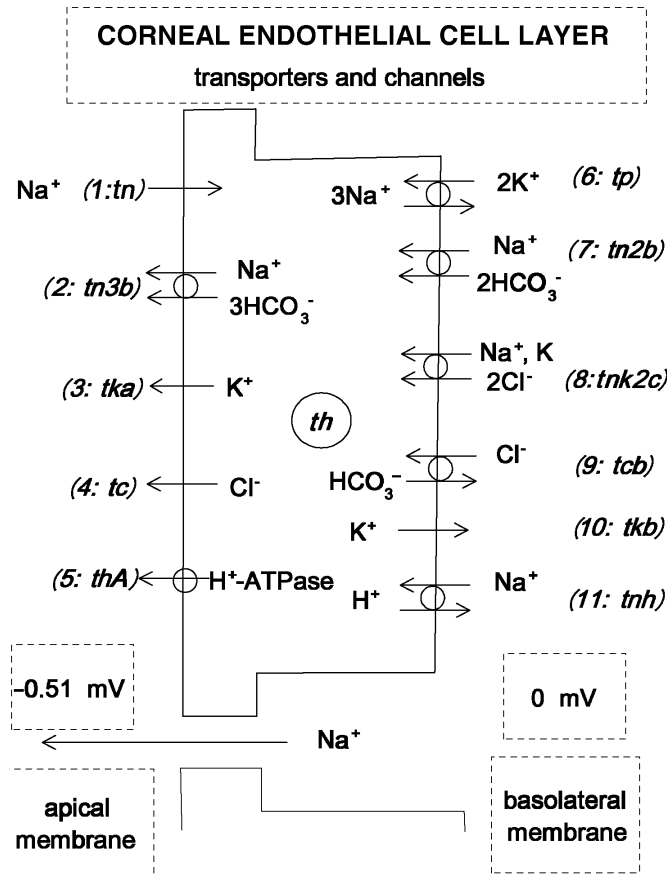 CORNEAL ENDOTHELIAL CELL LAYER
transporters and channels
Na⁺ (1:tn)
3Na⁺ 2K⁺ (6: tp)
(2: tn3b) Na⁺
3HCO₃⁻
Na⁺ (7: tn2b)
2HCO₃⁻
(3: tka) K⁺
Na⁺, K
2Cl⁻ (8:tnk2c)
th
(4: tc) Cl⁻
Cl⁻ (9: tcb)
HCO₃⁻
K⁺ (10: tkb)
(5: thA) H⁺-ATPase
Na⁺ (11: tnh)
H⁺
−0.51 mV
0 mV
Na⁺
apical
membrane
basolateral
membrane